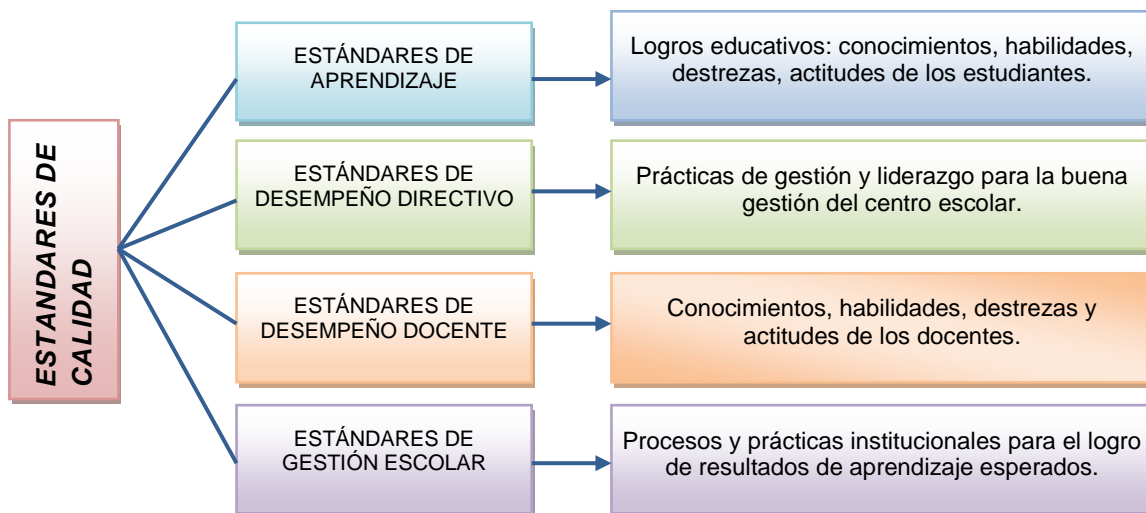 ESTANDARES DE
CALIDAD
ESTÁNDARES DE
APRENDIZAJE
Logros educativos: conocimientos, habilidades,
destrezas, actitudes de los estudiantes.
ESTÁNDARES DE
DESEMPEÑO DIRECTIVO
Prácticas de gestión y liderazgo para la buena
gestión del centro escolar.
ESTÁNDARES DE
DESEMPEÑO DOCENTE
Conocimientos, habilidades, destrezas y
actitudes de los docentes.
ESTÁNDARES DE
GESTIÓN ESCOLAR
Procesos y prácticas institucionales para el logro
de resultados de aprendizaje esperados.